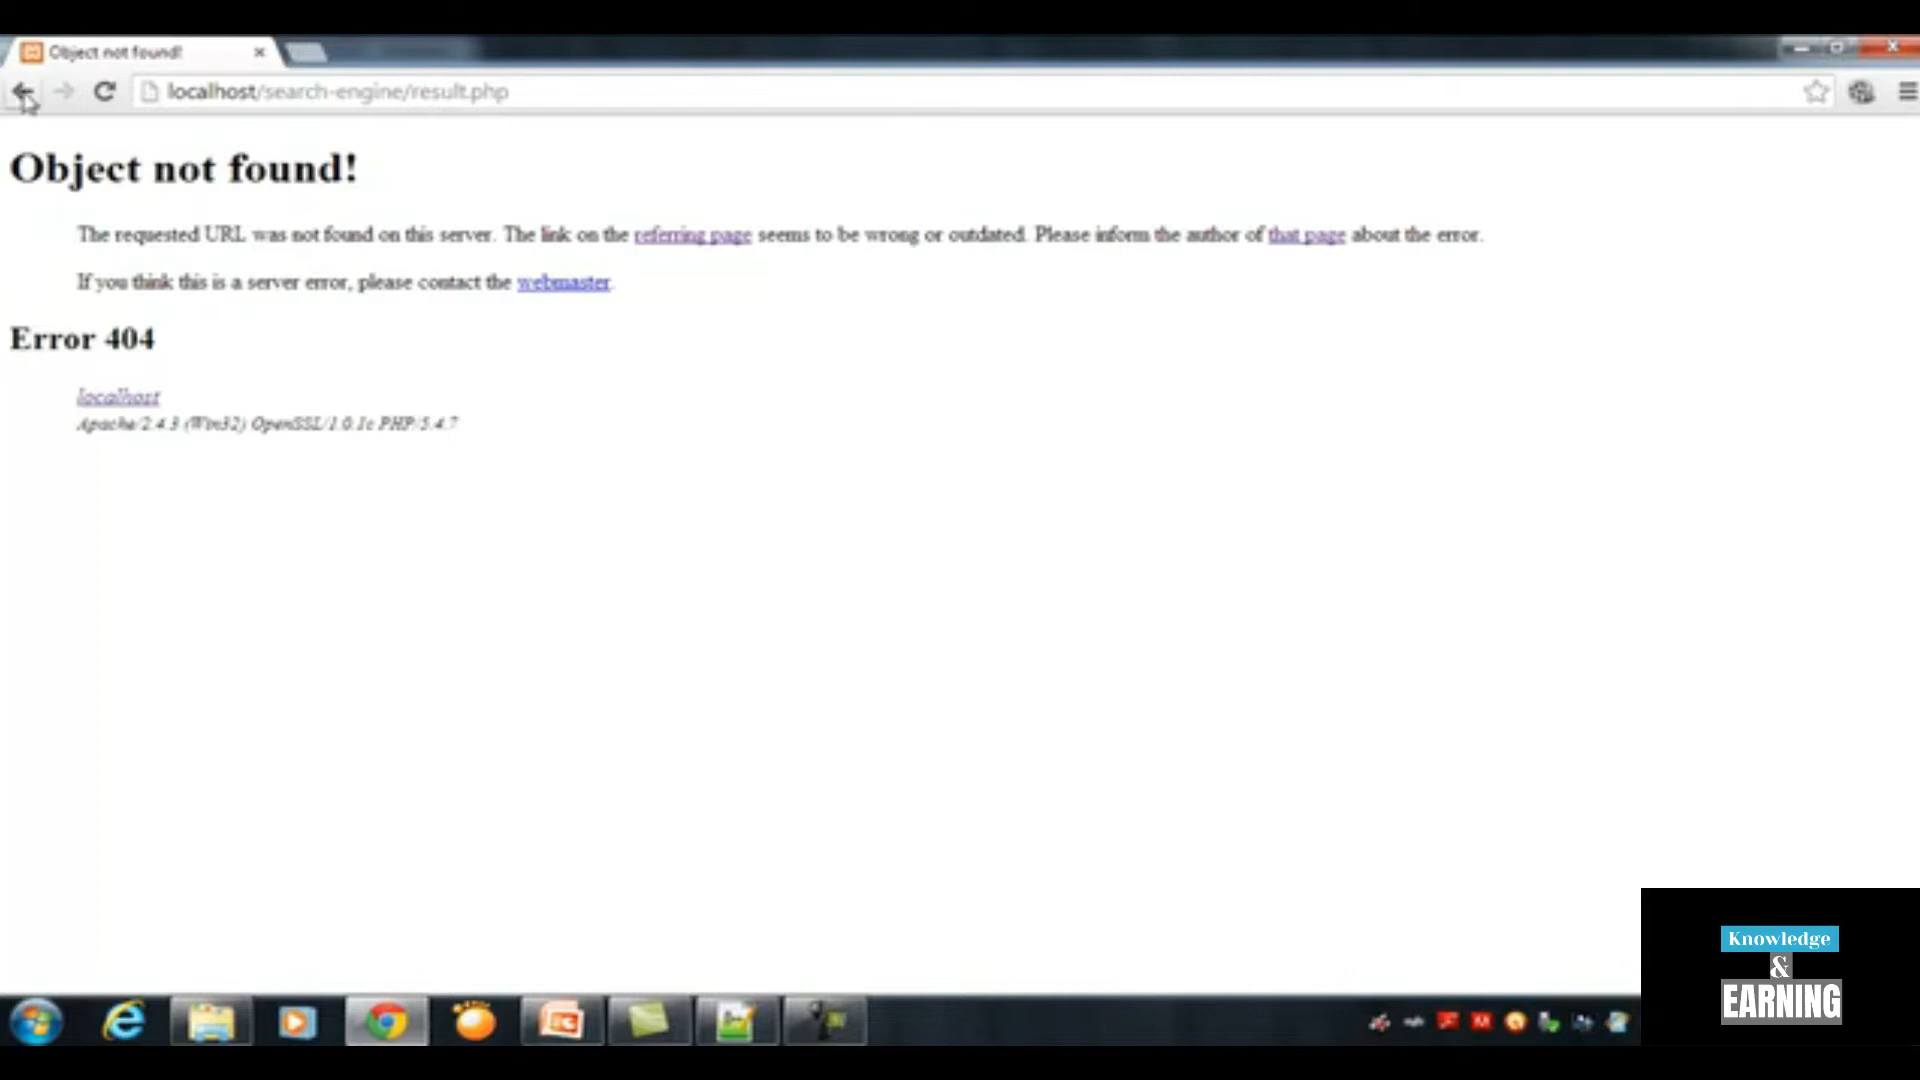 Object not found!
localhost/search-engine/result.php
Object not found!
The requested URL was not found on this server. The link on the referring page seems to be wrong or outdated. Please inform the author of that page about the error.
If you think this is a server error, please contact the webmaster.
Error 404
localhost
Apache/2.4.3 (Win32) OpenSSL/1.0.1c PHP/5.4.7
Knowledge
&
EARNING